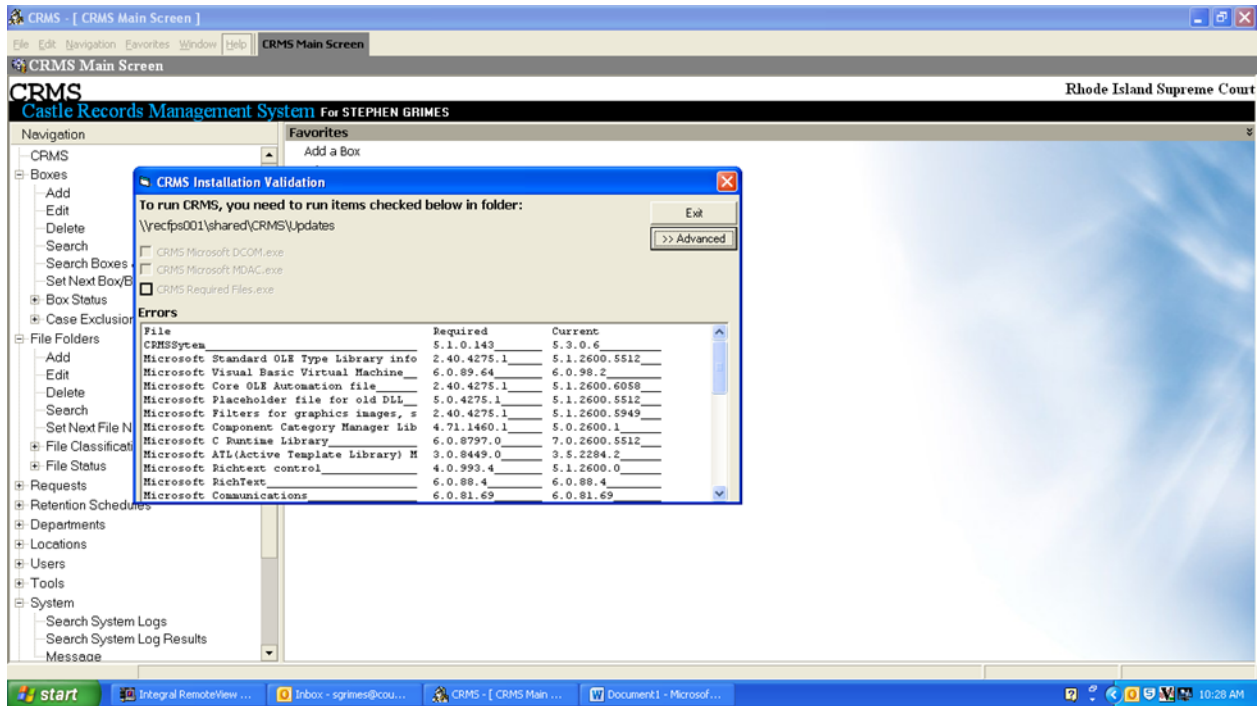 CRMS - [ CRMS Main Screen ]
File Edit Navigation Favorites Window Help CRMS Main Screen
CRMS Main Screen
CRMS
Rhode Island Supreme Court
Castle Records Management System For STEPHEN GRIMES
Navigation
CRMS
Boxes
Add
Edit
Delete
Search
Search Boxes
Set Next Box/B
Box Status
Case Exclusion
File Folders
Add
Edit
Delete
Search
Set Next File N
File Classificati
File Status
Requests
Retention Schedules
Departments
Locations
Users
Tools
System
Search System Logs
Search System Log Results
Message
Favorites
Add a Box
CRMS Installation Validation
To run CRMS, you need to run items checked below in folder:
\\recfps001\shared\CRMS\Updates
Exit
>> Advanced
CRMS Microsoft DCOM.exe
CRMS Microsoft MDAC.exe
CRMS Required Files.exe
Errors
File Required Current
CRMSSytem 5.1.0.143 5.3.0.6
Microsoft Standard OLE Type Library info 2.40.4275.1 5.1.2600.5512
Microsoft Visual Basic Virtual Machine 6.0.89.64 6.0.98.2
Microsoft Core OLE Automation file 2.40.4275.1 5.1.2600.6058
Microsoft Placeholder file for old DLL 5.0.4275.1 5.1.2600.5512
Microsoft Filters for graphics images, s 2.40.4275.1 5.1.2600.5949
Microsoft Component Category Manager Lib 4.71.1460.1 5.0.2600.1
Microsoft C Runtime Library 6.0.8797.0 7.0.2600.5512
Microsoft ATL(Active Template Library) M 3.0.8449.0 3.5.2284.2
Microsoft Richtext control 4.0.993.4 5.1.2600.0
Microsoft RichText 6.0.88.4 6.0.88.4
Microsoft Communications 6.0.81.69 6.0.81.69
start
Integral RemoteView ...
Inbox - sgrimes@cou...
CRMS - [ CRMS Main ...
Document1 - Microsof...
10:28 AM